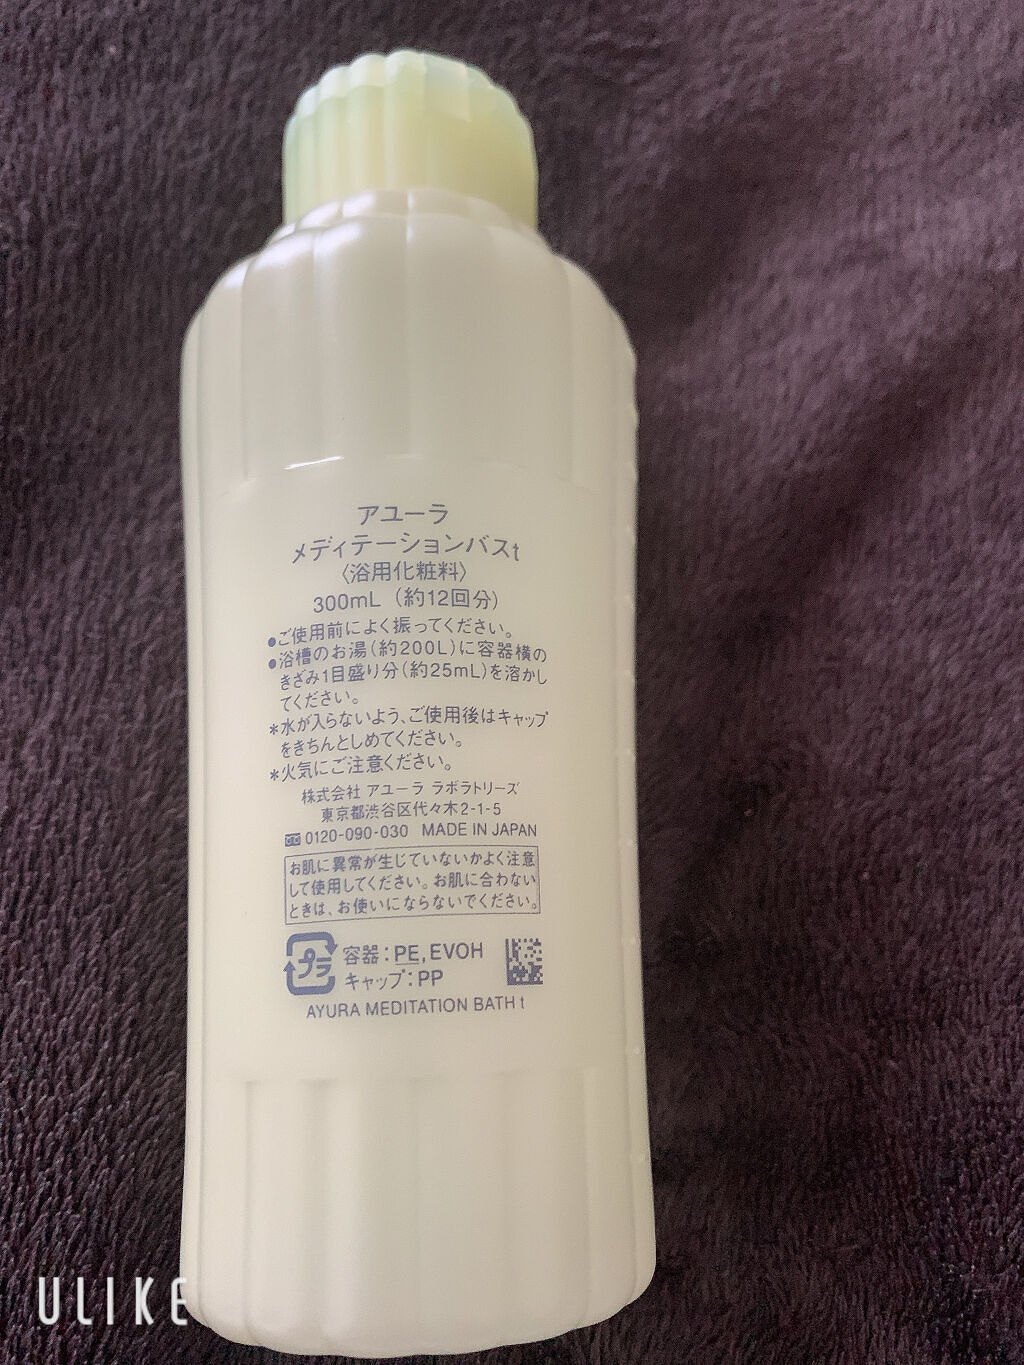 アユーラ
メディテーションバスt
〈浴用化粧料〉
300mL（約12回分）
●ご使用前によく振ってください。
●浴槽のお湯（約200L）に容器横の
きざみ1目盛り分（約25mL）を溶かし
てください。
＊水が入らないよう、ご使用後はキャップ
をきちんとしめてください。
＊火気にご注意ください。
株式会社 アユーラ ラボラトリーズ
東京都渋谷区代々木2-1-5
0120-090-030 MADE IN JAPAN
お肌に異常が生じていないかよく注意
して使用してください。お肌に合わない
ときは、お使いにならないでください。
プラ
容器：PE, EVOH
キャップ：PP
AYURA MEDITATION BATH t
ULIKE